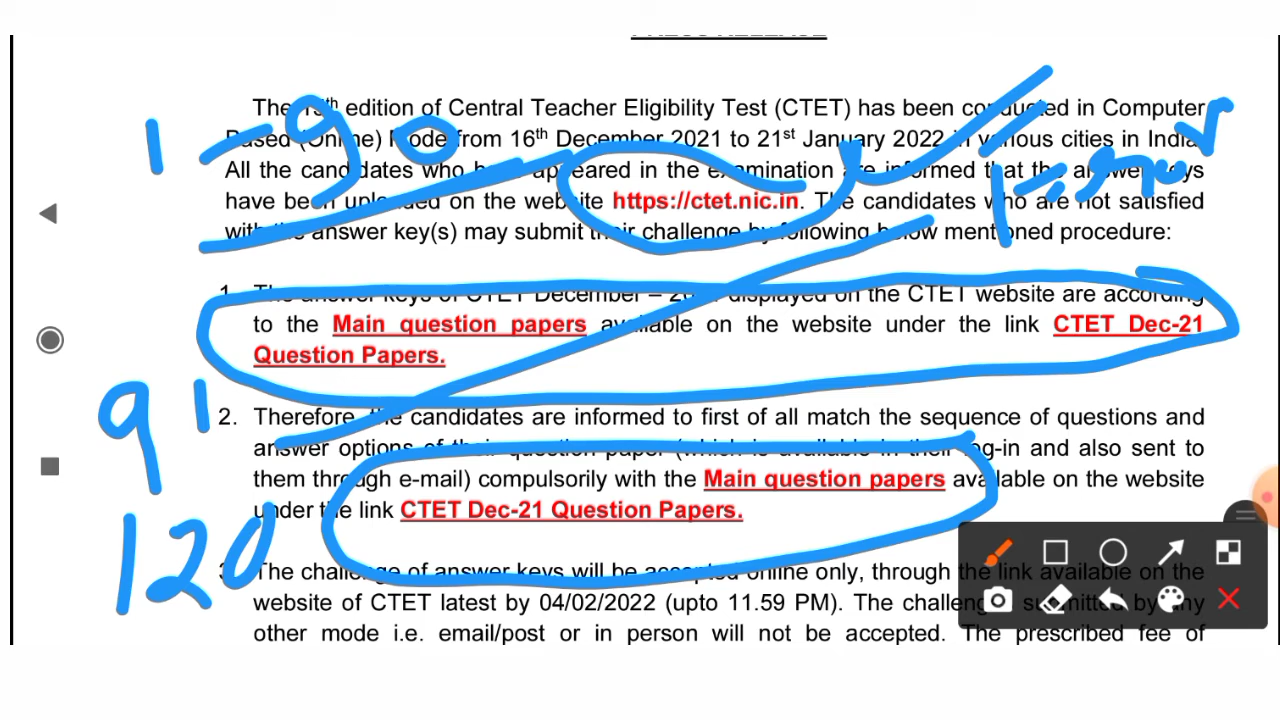 PRESS RELEASE
The 15th edition of Central Teacher Eligibility Test (CTET) has been conducted in Computer
Based (Online) Mode from 16th December 2021 to 21st January 2022 in various cities in India
All the candidates who have appeared in the examination are informed that the answer keys
have been uploaded on the website https://ctet.nic.in. The candidates who are not satisfied
with the answer key(s) may submit their challenge by following below mentioned procedure:
1. The answer keys of CTET December – 2021 displayed on the CTET website are according
to the Main question papers available on the website under the link CTET Dec-21
Question Papers.
2. Therefore, the candidates are informed to first of all match the sequence of questions and
answer options of their question paper (which is available in their log-in and also sent to
them through e-mail) compulsorily with the Main question papers available on the website
under the link CTET Dec-21 Question Papers.
3. The challenge of answer keys will be accepted online only, through the link available on the
website of CTET latest by 04/02/2022 (upto 11.59 PM). The challenge submitted by any
other mode i.e. email/post or in person will not be accepted. The prescribed fee of
1 - 90
91
120